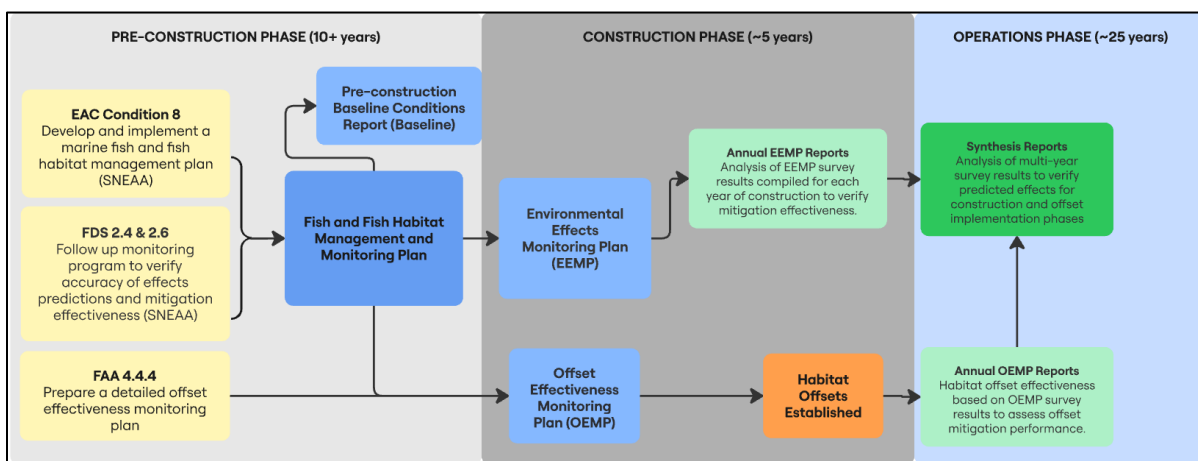 PRE-CONSTRUCTION PHASE (10+ years)
CONSTRUCTION PHASE (~5 years)
OPERATIONS PHASE (~25 years)
EAC Condition 8
Develop and implement a
marine fish and fish
habitat management plan
(SNEAA)
FDS 2.4 & 2.6
Follow up monitoring
program to verify
accuracy of effects
predictions and mitigation
effectiveness (SNEAA)
FAA 4.4.4
Prepare a detailed offset
effectiveness monitoring
plan
Pre-construction
Baseline Conditions
Report (Baseline)
Fish and Fish Habitat
Management and
Monitoring Plan
Environmental
Effects
Monitoring Plan
(EEMP)
Annual EEMP Reports
Analysis of EEMP survey
results compiled for each
year of construction to verify
mitigation effectiveness.
Offset
Effectiveness
Monitoring
Plan (OEMP)
Habitat
Offsets
Established
Synthesis Reports
Analysis of multi-year
survey results to verify
predicted effects for
construction and offset
implementation phases
Annual OEMP Reports
Habitat offset effectiveness
based on OEMP survey
results to assess offset
mitigation performance.